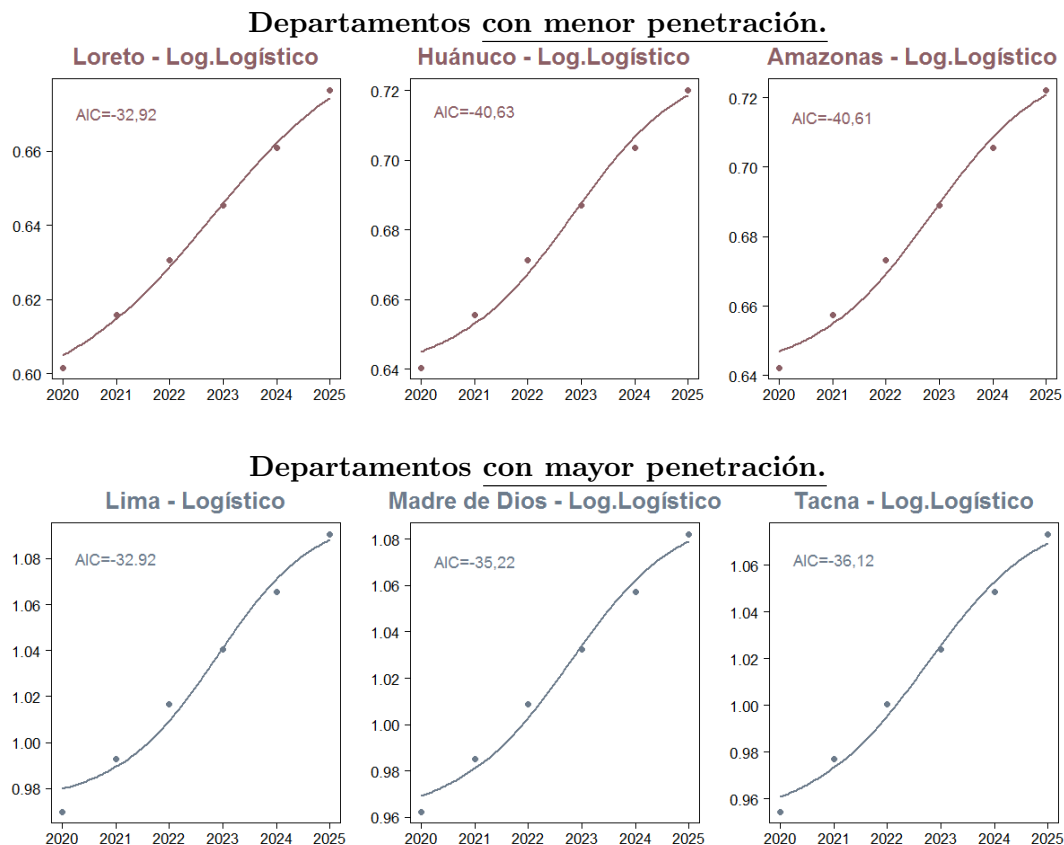 Departamentos con menor penetración.
Loreto - Log.Logístico
AIC=-32,92
0.66
0.64
0.62
0.60
2020 2021 2022 2023 2024 2025
Huánuco - Log.Logístico
AIC=-40,63
0.72
0.70
0.68
0.66
0.64
2020 2021 2022 2023 2024 2025
Amazonas - Log.Logístico
AIC=-40,61
0.72
0.70
0.68
0.66
0.64
2020 2021 2022 2023 2024 2025
Departamentos con mayor penetración.
Lima - Logístico
AIC=-32.92
1.08
1.06
1.04
1.02
1.00
0.98
2020 2021 2022 2023 2024 2025
Madre de Dios - Log.Logístico
AIC=-35,22
1.08
1.06
1.04
1.02
1.00
0.98
0.96
2020 2021 2022 2023 2024 2025
Tacna - Log.Logístico
AIC=-36,12
1.06
1.04
1.02
1.00
0.98
0.96
2020 2021 2022 2023 2024 2025